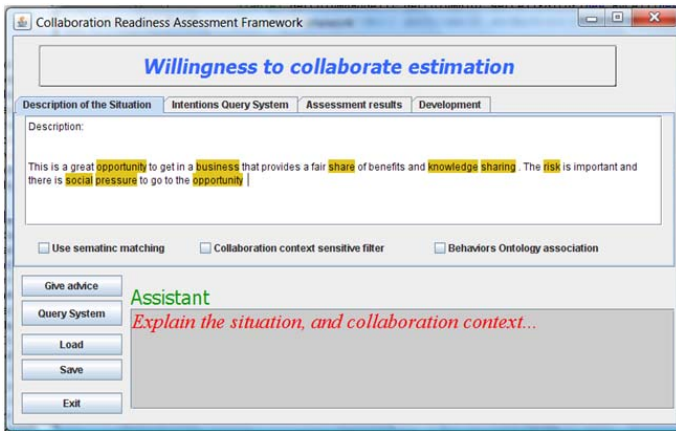 Collaboration Readiness Assessment Framework
Willingness to collaborate estimation
Description of the Situation
Intentions Query System
Assessment results
Development
Description:
This is a great opportunity to get in a business that provides a fair share of benefits and knowledge sharing . The risk is important and
there is social pressure to go to the opportunity
Use sematinc matching
Collaboration context sensitive filter
Behaviors Ontology association
Give advice
Query System
Load
Save
Exit
Assistant
Explain the situation, and collaboration context...